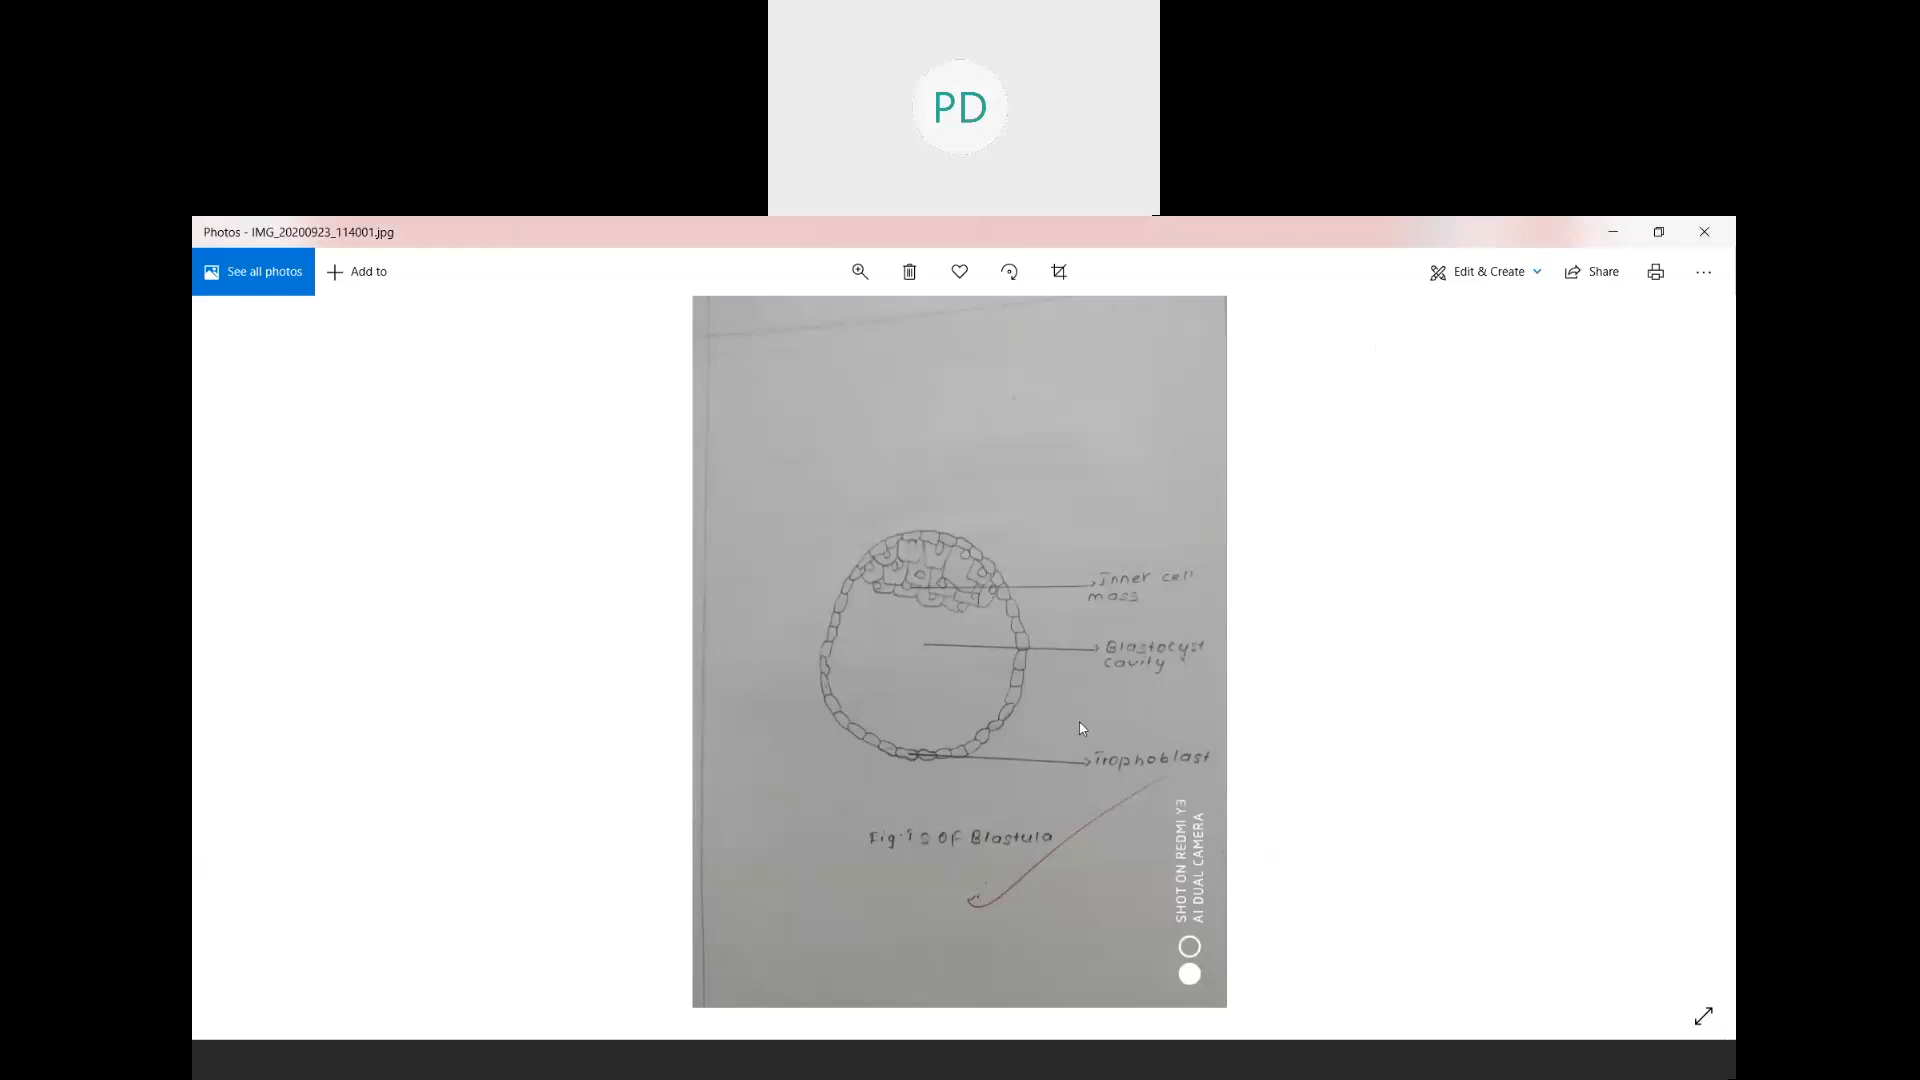 PD
Photos - IMG_20200923_114001.jpg
See all photos
Add to
Edit & Create
Share
Inner cell
mass
Blastocyst
cavity
Trophoblast
Fig: is of Blastula
SHOT ON REDMI Y3
AI DUAL CAMERA